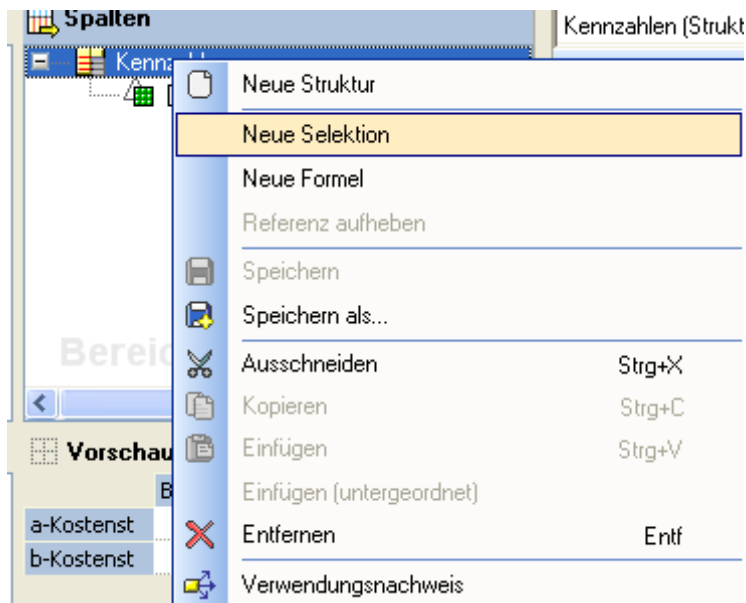 Spalten
Kennzahlen (Strukt
Neue Struktur
Neue Selektion
Neue Formel
Referenz aufheben
Speichern
Speichern als...
Bereic
Ausschneiden Strg+X
Kopieren Strg+C
Vorschau
Einfügen Strg+V
B
Einfügen (untergeordnet)
a-Kostenst
Entfernen Entf
b-Kostenst
Verwendungsnachweis